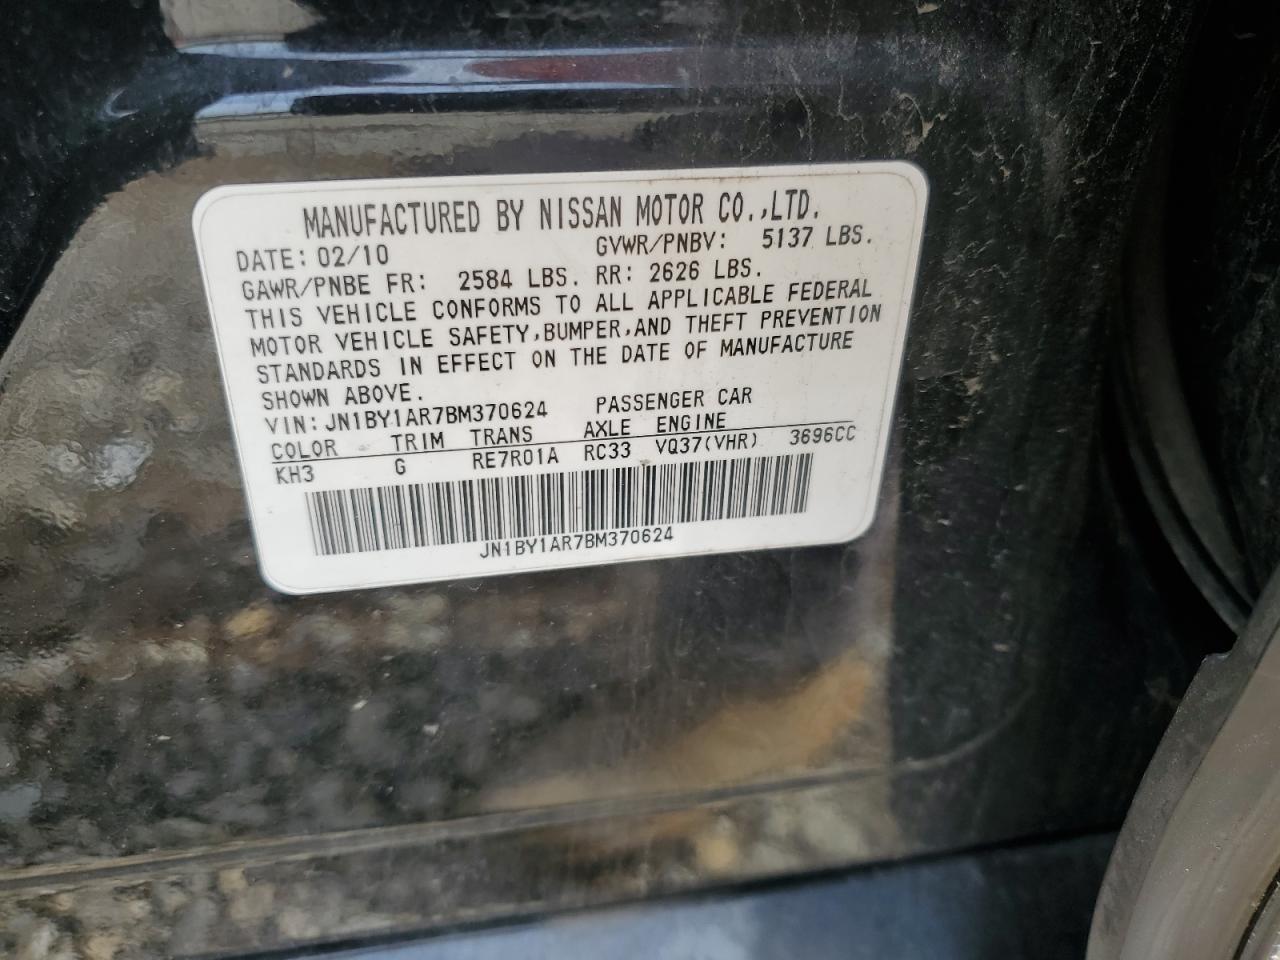 MANUFACTURED BY NISSAN MOTOR CO.,LTD.
DATE: 02/10 GVWR/PNBV: 5137 LBS.
GAWR/PNBE FR: 2584 LBS. RR: 2626 LBS.
THIS VEHICLE CONFORMS TO ALL APPLICABLE FEDERAL
MOTOR VEHICLE SAFETY,BUMPER,AND THEFT PREVENTION
STANDARDS IN EFFECT ON THE DATE OF MANUFACTURE
SHOWN ABOVE.
VIN: JN1BY1AR7BM370624 PASSENGER CAR
COLOR TRIM TRANS AXLE ENGINE
KH3 G RE7R01A RC33 VQ37(VHR) 3696CC
JN1BY1AR7BM370624